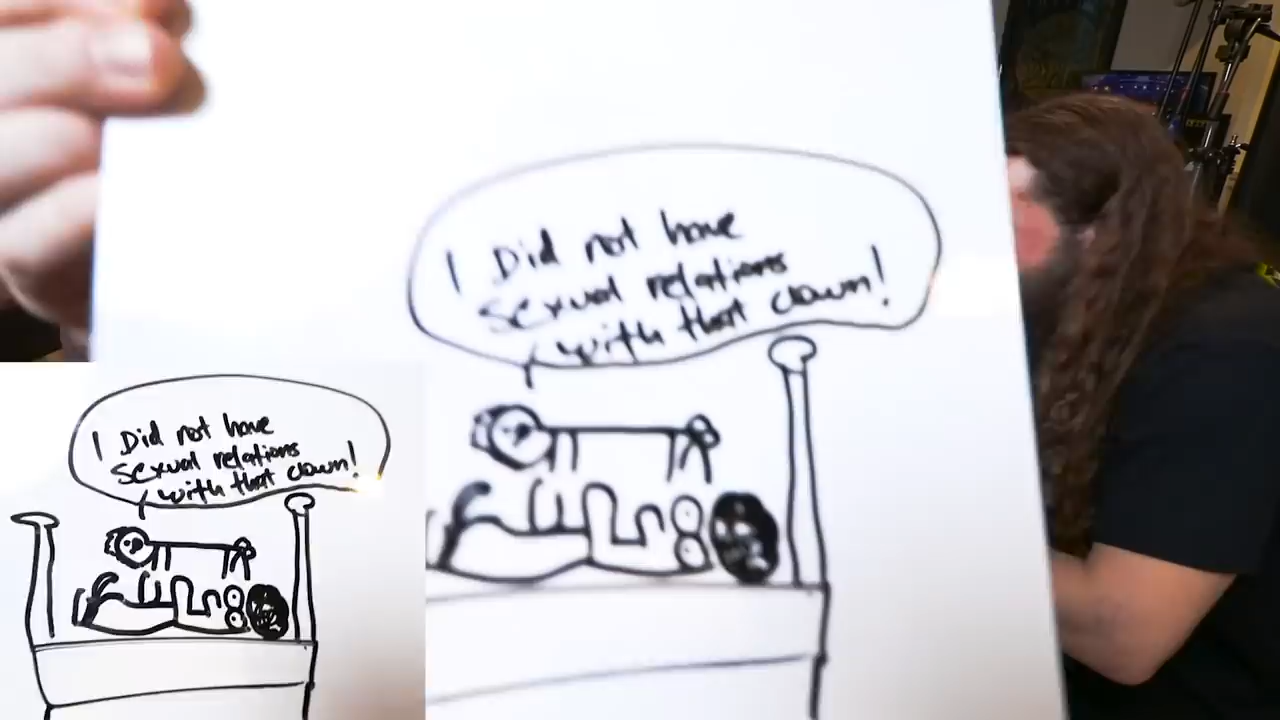 I Did not have
sexual relations
with that clown!
I Did not have
sexual relations
with that clown!